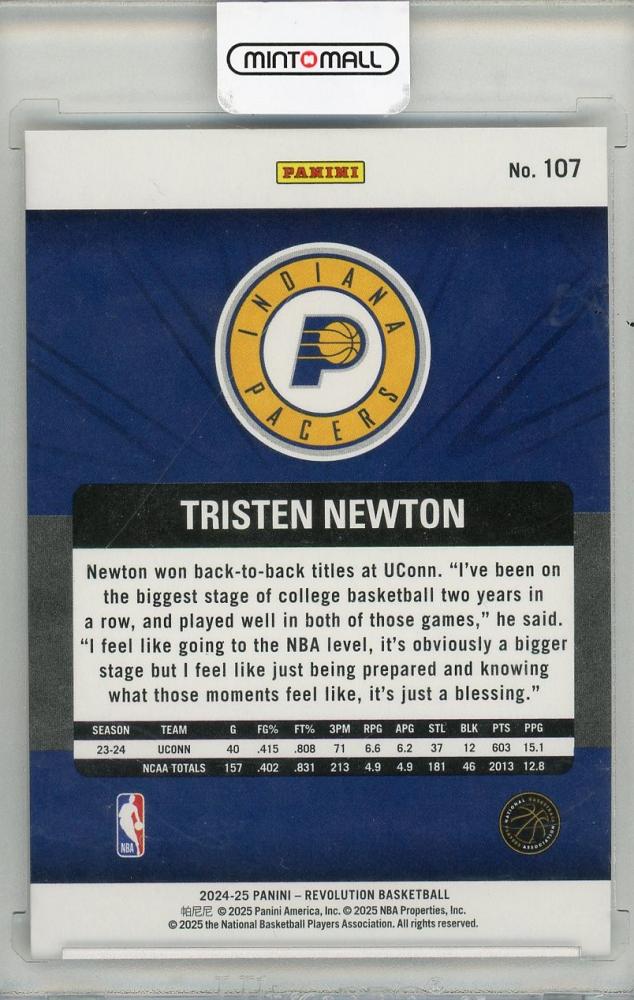 MINTOMALL
PANINI
No. 107
INDIANA
PACERS
TRISTEN NEWTON
Newton won back-to-back titles at UConn. “I’ve been on
the biggest stage of college basketball two years in
a row, and played well in both of those games,” he said.
“I feel like going to the NBA level, it’s obviously a bigger
stage but I feel like just being prepared and knowing
what those moments feel like, it’s just a blessing.”
SEASON TEAM G FG% FT% 3PM RPG APG STL BLK PTS PPG
23-24 UCONN 40 .415 .808 71 6.6 6.2 37 12 603 15.1
NCAA TOTALS 157 .402 .831 213 4.9 4.9 181 46 2013 12.8
NBA
NATIONAL BASKETBALL
PLAYERS ASSOCIATION
2024-25 PANINI – REVOLUTION BASKETBALL
帕尼尼 © 2025 Panini America, Inc. © 2025 NBA Properties, Inc.
© 2025 the National Basketball Players Association. All rights reserved.